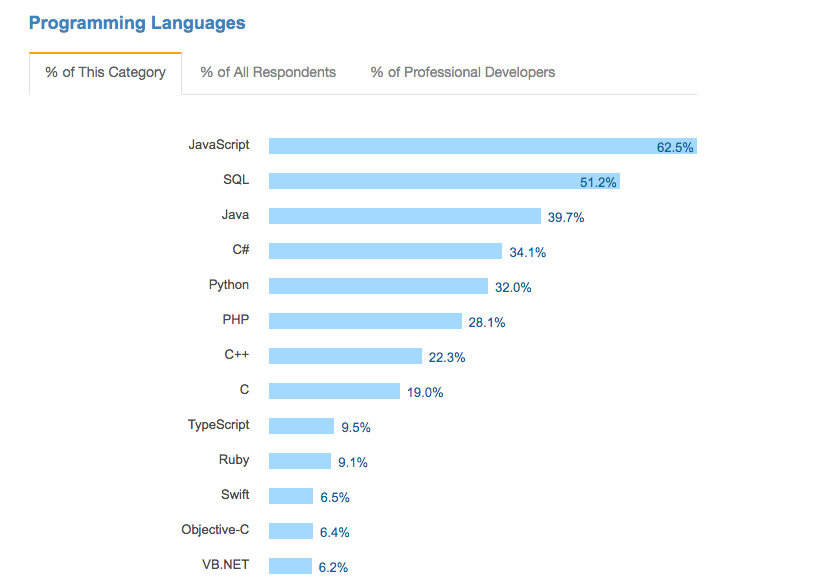 Programming Languages
% of This Category % of All Respondents % of Professional Developers
JavaScript 62.5%
SQL 51.2%
Java 39.7%
C# 34.1%
Python 32.0%
PHP 28.1%
C++ 22.3%
C 19.0%
TypeScript 9.5%
Ruby 9.1%
Swift 6.5%
Objective-C 6.4%
VB.NET 6.2%